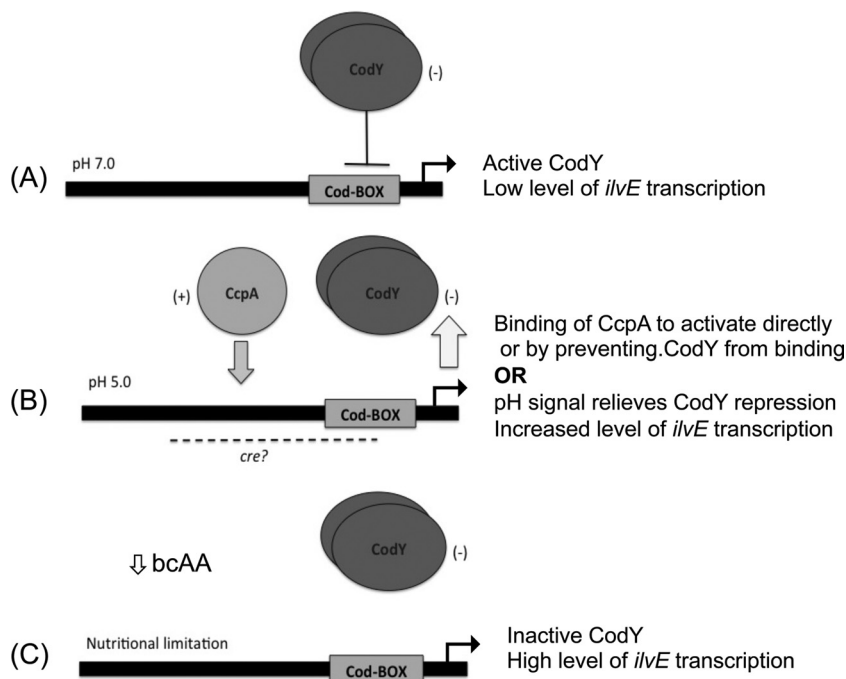 CodY
(-)
(A)
pH 7.0
Cod-BOX
Active CodY
Low level of ilvE transcription
(+)
CcpA
CodY
(-)
Binding of CcpA to activate directly
or by preventing.CodY from binding
OR
pH signal relieves CodY repression
Increased level of ilvE transcription
(B)
pH 5.0
Cod-BOX
cre?
CodY
(-)
bcAA
(C)
Nutritional limitation
Cod-BOX
Inactive CodY
High level of ilvE transcription